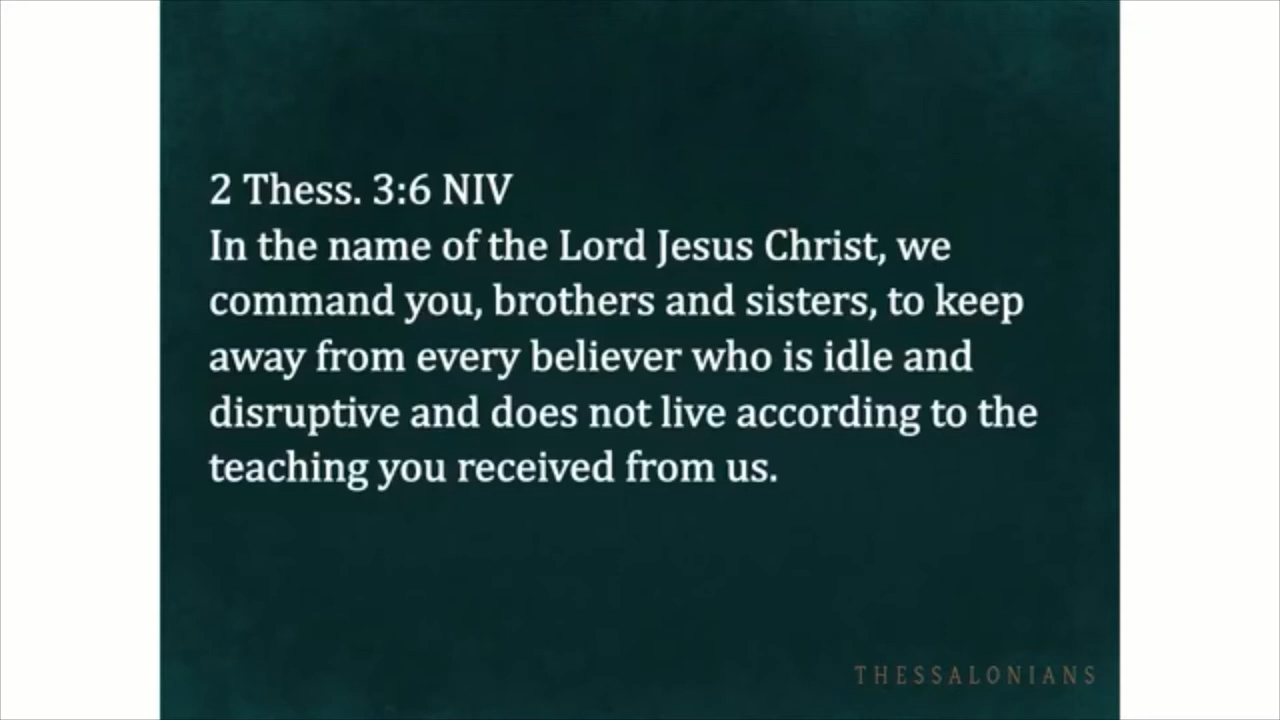 2 Thess. 3:6 NIV
In the name of the Lord Jesus Christ, we
command you, brothers and sisters, to keep
away from every believer who is idle and
disruptive and does not live according to the
teaching you received from us.
THESSALONIANS